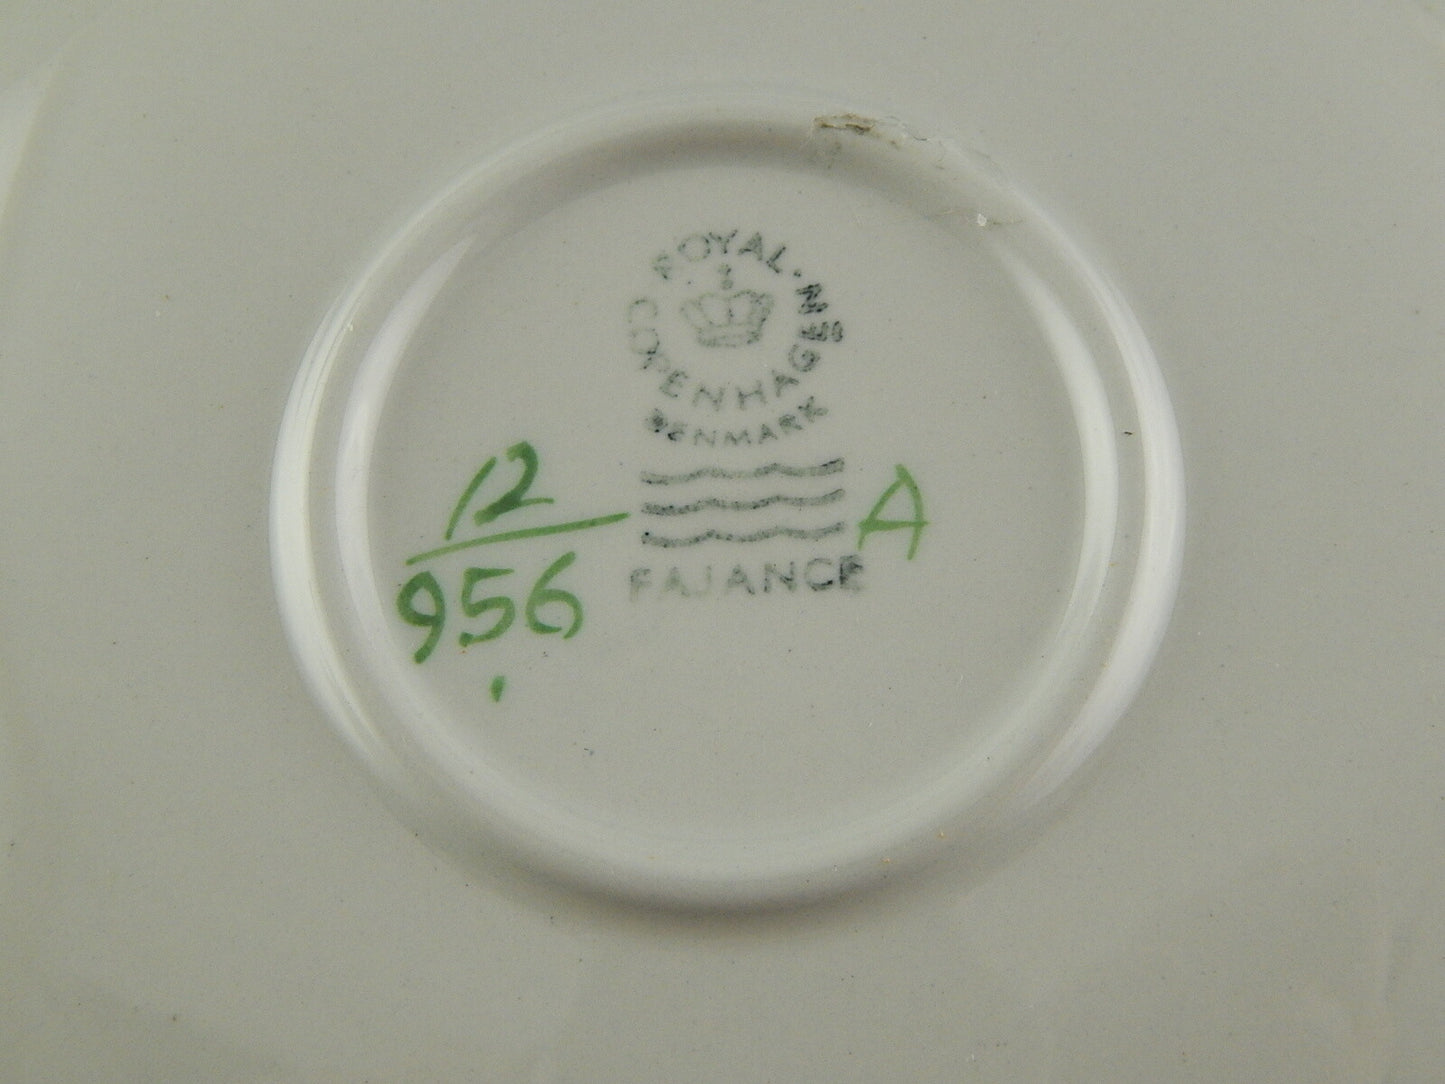 ROYAL
COPENHAGEN
DENMARK
12
956
A
FAJANCE